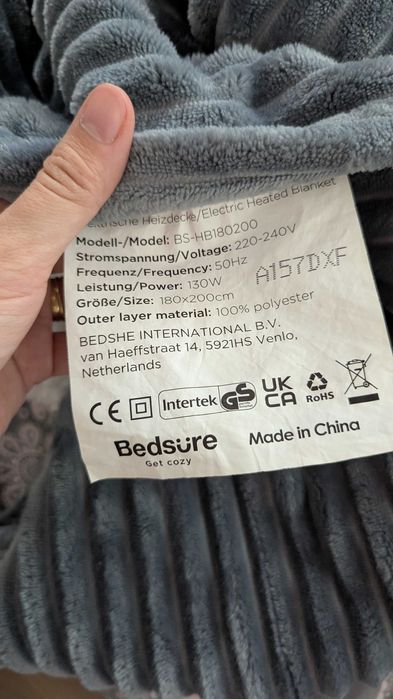 Heizdecke/Electric Heated Blanket
Modell-/Model: BS-HB180200
Stromspannung/Voltage: 220-240V
Frequenz/Frequency: 50Hz
Leistung/Power: 130W
A157DXF
Größe/Size: 180×200cm
Outer layer material: 100% polyester
BEDSHE INTERNATIONAL B.V.
van Haeffstraat 14, 5921HS Venlo,
Netherlands
CE Intertek GS UK CA RoHS
Bedsure Made in China
Get cozy